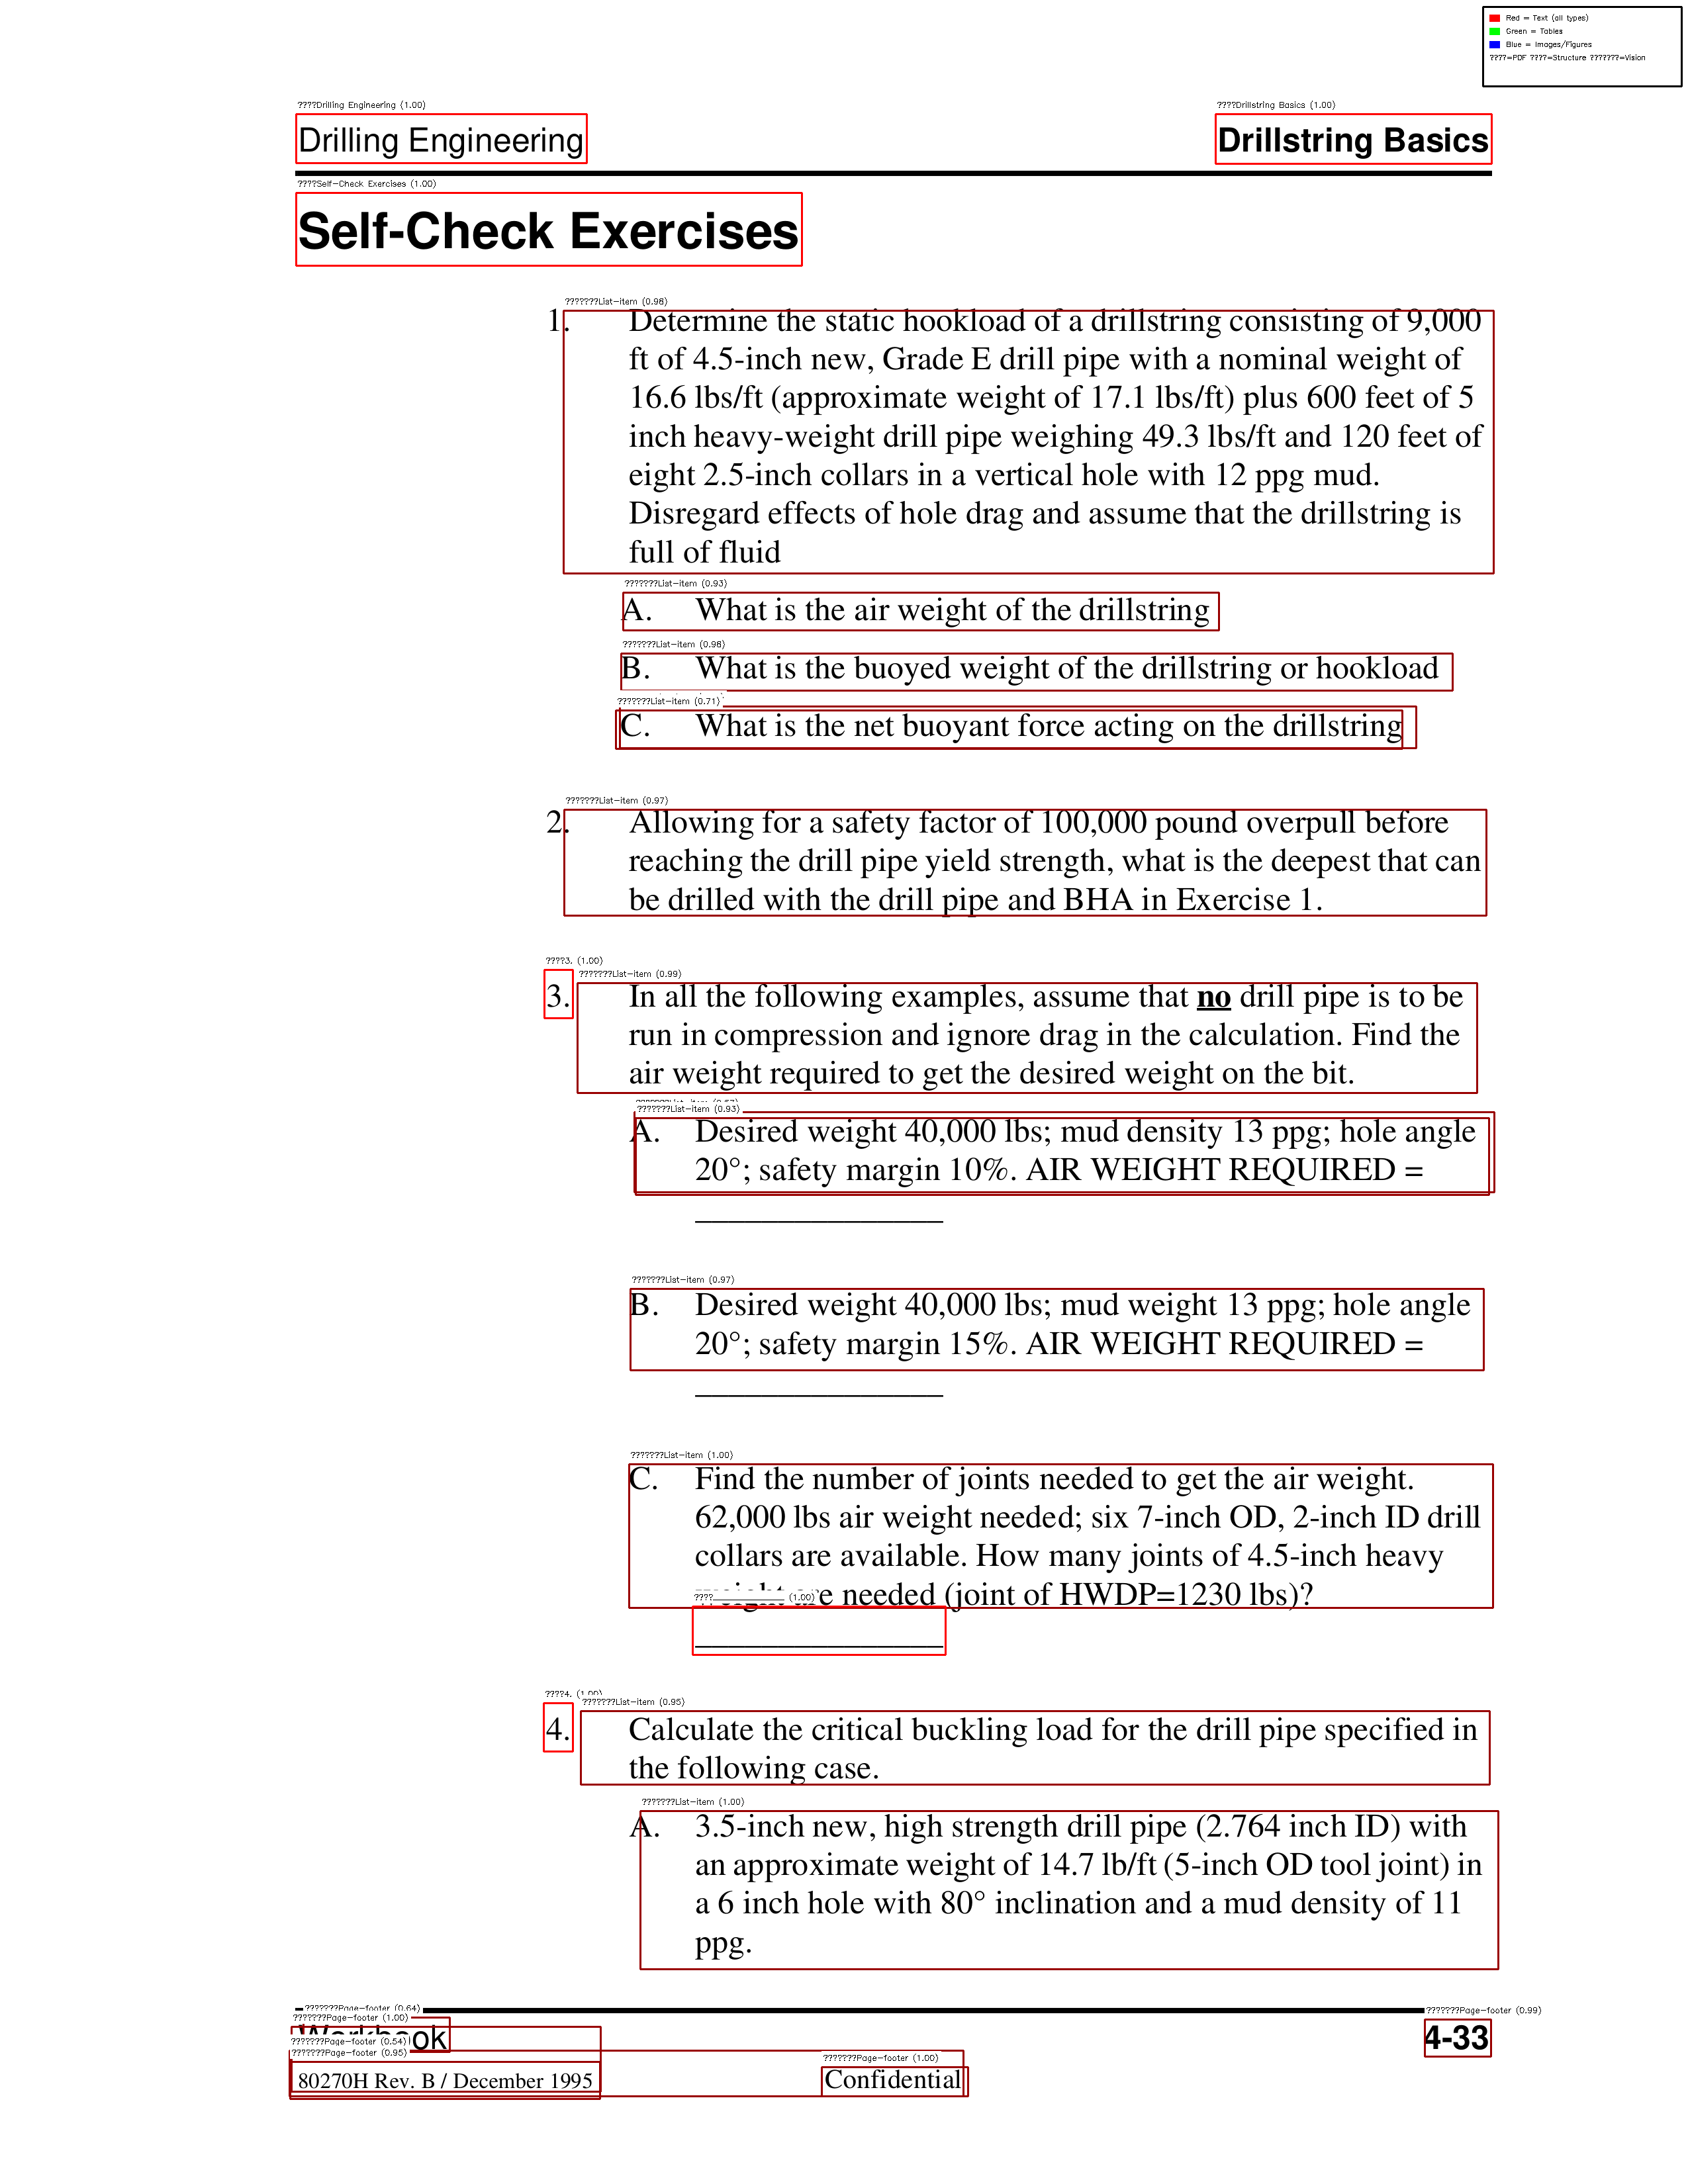 Red = Text (all types)
Green = Tables
Blue = Images/Figures
????=PDF ????=Structure ???????=Vision
????Drilling Engineering (1.00)
????Drillstring Basics (1.00)
Drilling Engineering
Drillstring Basics
????Self-Check Exercises (1.00)
Self-Check Exercises
???????List-item (0.98)
1. Determine the static hookload of a drillstring consisting of 9,000
ft of 4.5-inch new, Grade E drill pipe with a nominal weight of
16.6 lbs/ft (approximate weight of 17.1 lbs/ft) plus 600 feet of 5
inch heavy-weight drill pipe weighing 49.3 lbs/ft and 120 feet of
eight 2.5-inch collars in a vertical hole with 12 ppg mud.
Disregard effects of hole drag and assume that the drillstring is
full of fluid
???????List-item (0.93)
A. What is the air weight of the drillstring
???????List-item (0.96)
B. What is the buoyed weight of the drillstring or hookload
???????List-item (0.71)
C. What is the net buoyant force acting on the drillstring
???????List-item (0.97)
2. Allowing for a safety factor of 100,000 pound overpull before
reaching the drill pipe yield strength, what is the deepest that can
be drilled with the drill pipe and BHA in Exercise 1.
????3. (1.00)
???????List-item (0.99)
3. In all the following examples, assume that no drill pipe is to be
run in compression and ignore drag in the calculation. Find the
air weight required to get the desired weight on the bit.
???????List-item (0.93)
A. Desired weight 40,000 lbs; mud density 13 ppg; hole angle
20°; safety margin 10%. AIR WEIGHT REQUIRED =
_______________
???????List-item (0.97)
B. Desired weight 40,000 lbs; mud weight 13 ppg; hole angle
20°; safety margin 15%. AIR WEIGHT REQUIRED =
_______________
???????List-item (1.00)
C. Find the number of joints needed to get the air weight.
62,000 lbs air weight needed; six 7-inch OD, 2-inch ID drill
collars are available. How many joints of 4.5-inch heavy
weight are needed (joint of HWDP=1230 lbs)?
????_______________ (1.00)
_______________
????4. (1.00)
???????List-item (0.95)
4. Calculate the critical buckling load for the drill pipe specified in
the following case.
???????List-item (1.00)
A. 3.5-inch new, high strength drill pipe (2.764 inch ID) with
an approximate weight of 14.7 lb/ft (5-inch OD tool joint) in
a 6 inch hole with 80° inclination and a mud density of 11
ppg.
???????Page-footer (0.64)
???????Page-footer (0.99)
???????Page-footer (1.00)
Workbook
4-33
???????Page-footer (0.54)
???????Page-footer (0.95)
???????Page-footer (1.00)
80270H Rev. B / December 1995
Confidential